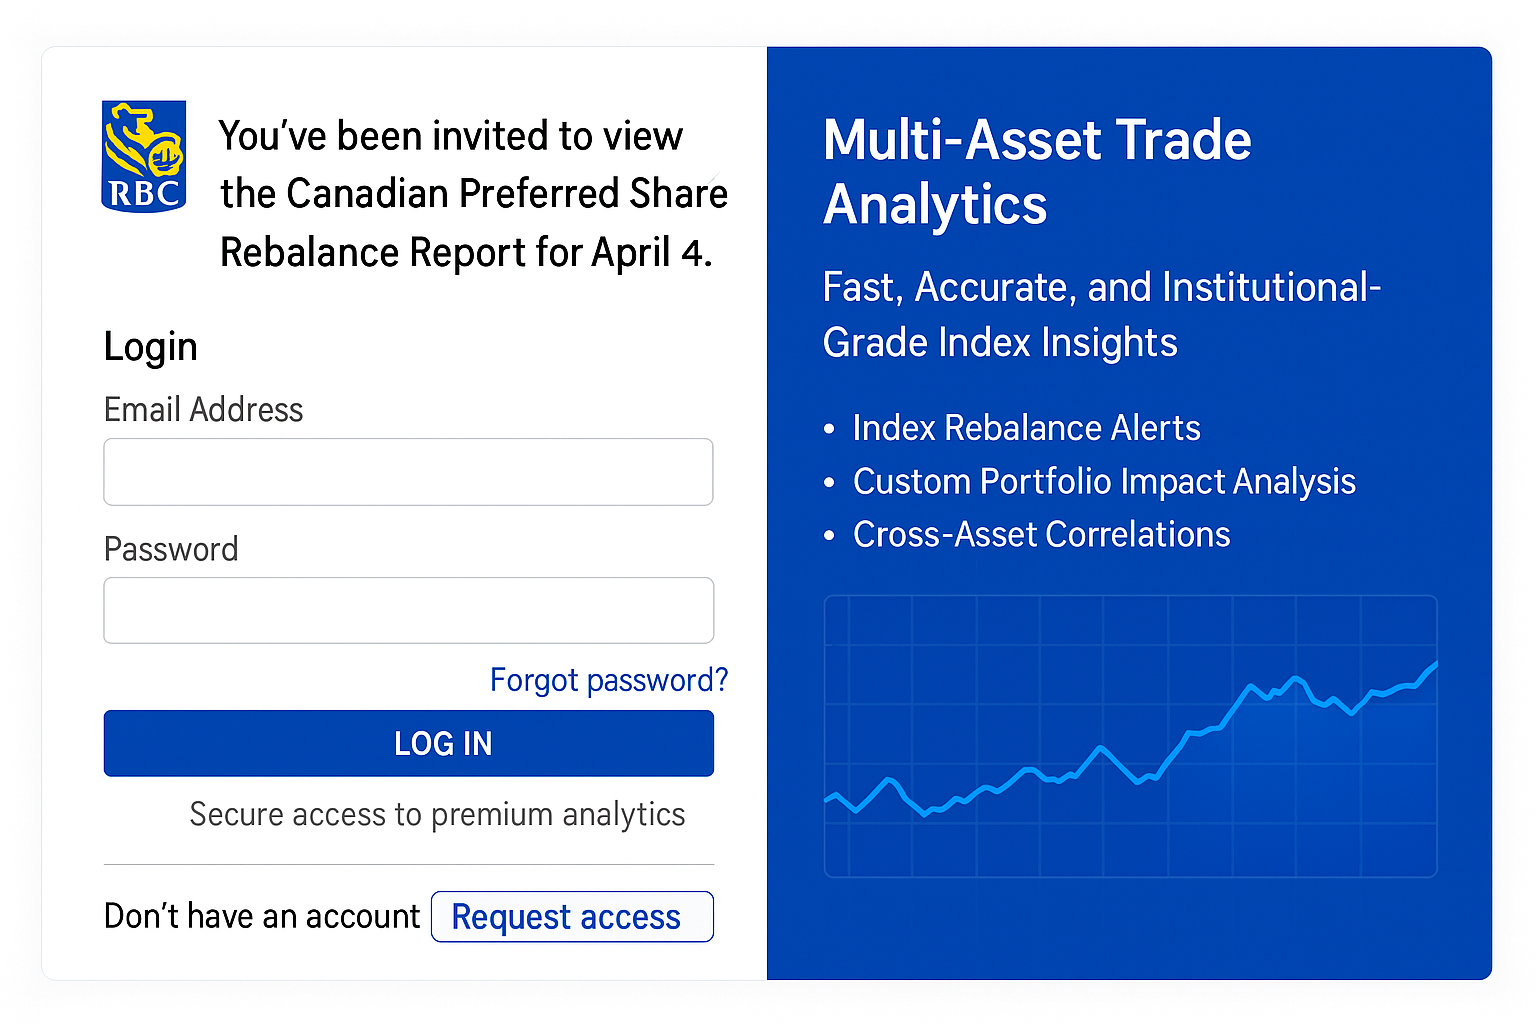 RBC
You've been invited to view
the Canadian Preferred Share
Rebalance Report for April 4.
Login
Email Address
Password
Forgot password?
LOG IN
Secure access to premium analytics
Don't have an account
Request access
Multi-Asset Trade
Analytics
Fast, Accurate, and Institutional-
Grade Index Insights
• Index Rebalance Alerts
• Custom Portfolio Impact Analysis
• Cross-Asset Correlations